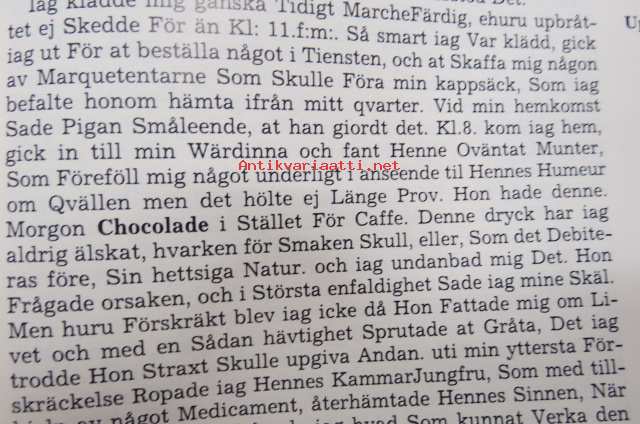 Iag klädde mig ganska Tidigt MarcheFärdig, ehuru upbråt-
tet ej Skedde För än Kl: 11.f:m:. Så smart iag Var klädd, gick
iag ut För at beställa något i Tiensten, och at Skaffa mig någon
av Marquetentarne Som Skulle Föra min kappsäck, Som iag
befalte honom hämta ifrån mitt qvarter. Vid min hemkomst
Sade Pigan Småleende, at han giordt det. Kl.8. kom iag hem,
gick in till min Wärdinna och fant Henne Oväntat Munter,
Antikvariaatti.net
Som Föreföll mig något underligt i anseende til Hennes Humeur
om Qvällen men det hölte ej Länge Prov. Hon hade denne.
Morgon Chocolade i Stället För Caffe. Denne dryck har iag
aldrig älskat, hvarken för Smaken Skull, eller, Som det Debite-
ras före, Sin hettsiga Natur. och iag undanbad mig Det. Hon
Frågade orsaken, och i Största enfaldighet Sade iag mine Skäl.
Men huru Förskräkt blev iag icke då Hon Fattade mig om Li-
vet och med en Sådan hävtighet Sprutade at Gråta, Det iag
trodde Hon Straxt Skulle upgiva Andan. uti min yttersta För-
skräckelse Ropade iag Hennes KammarJungfru, Som med till-
av något Medicament, återhämtade Hennes Sinnen, När
iag hvad Som kunnat Verka den